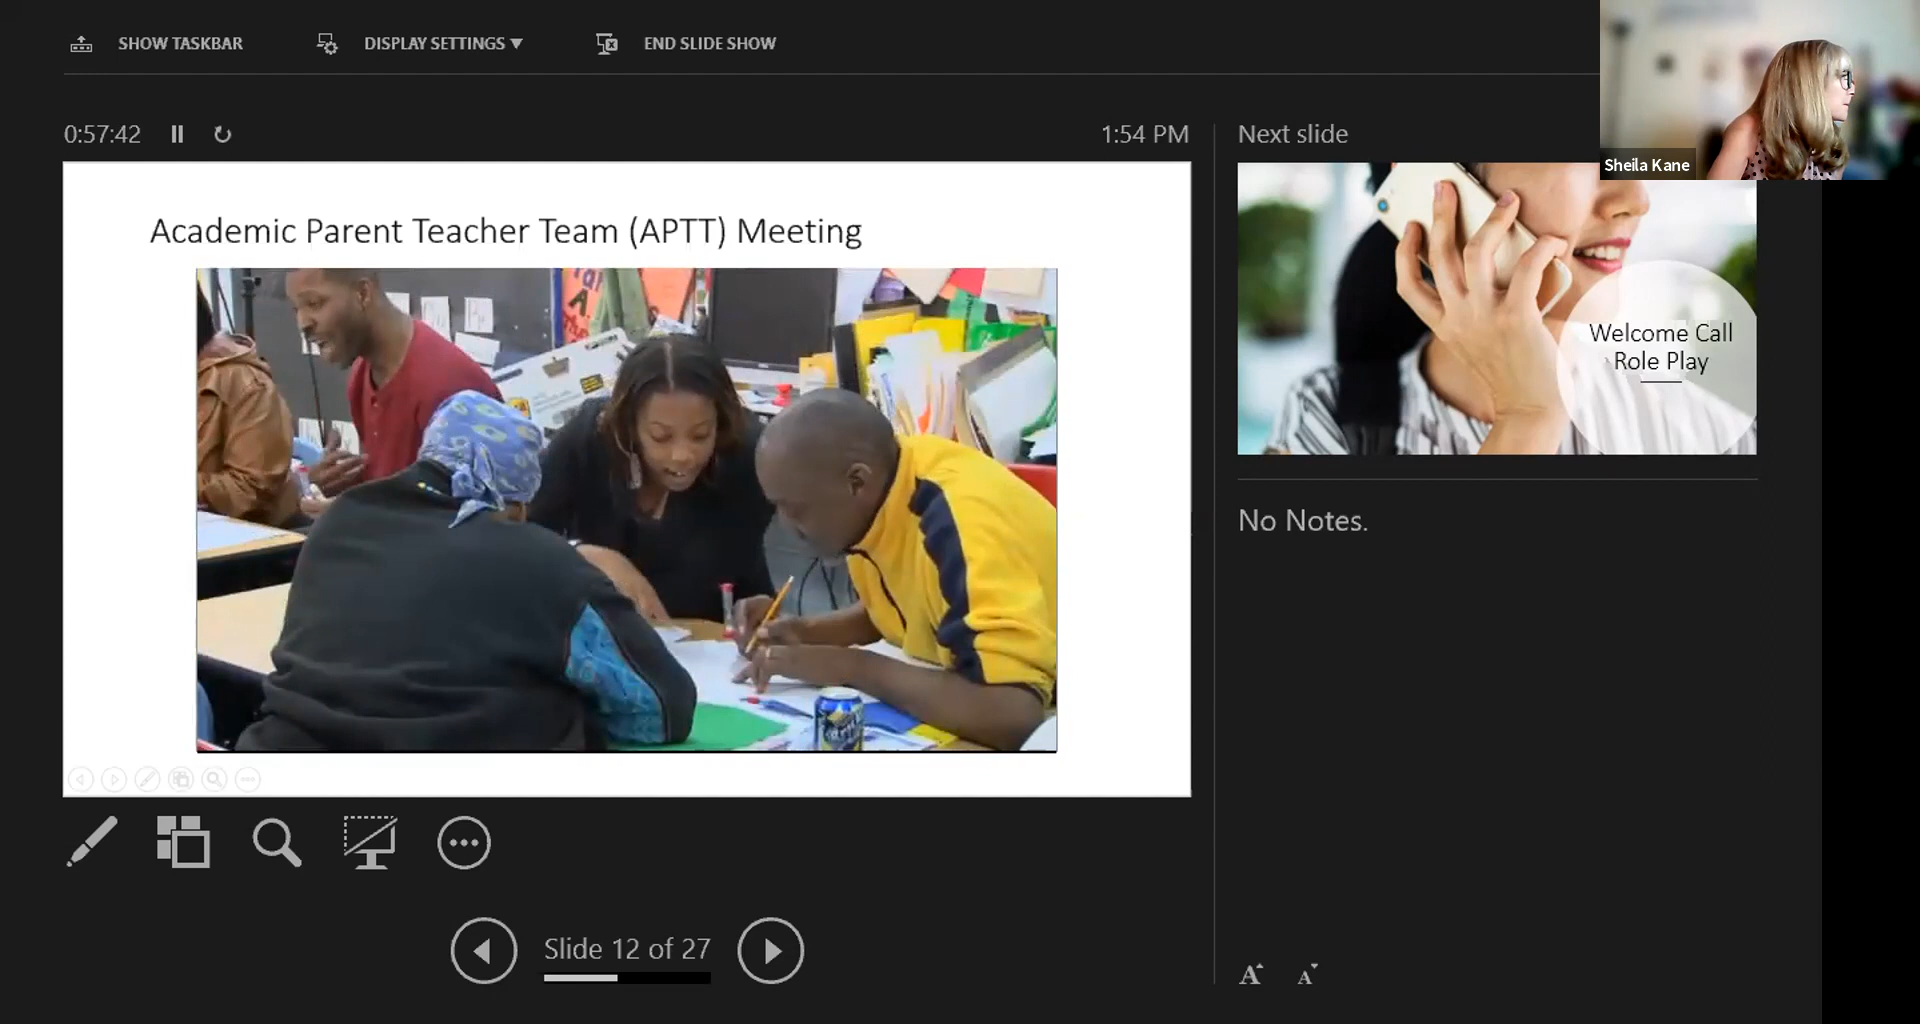 SHOW TASKBAR
DISPLAY SETTINGS ▼
END SLIDE SHOW
Sheila Kane
0:57:42
1:54 PM
Next slide
Academic Parent Teacher Team (APTT) Meeting
Welcome Call
Role Play
No Notes.
Slide 12 of 27
A
A